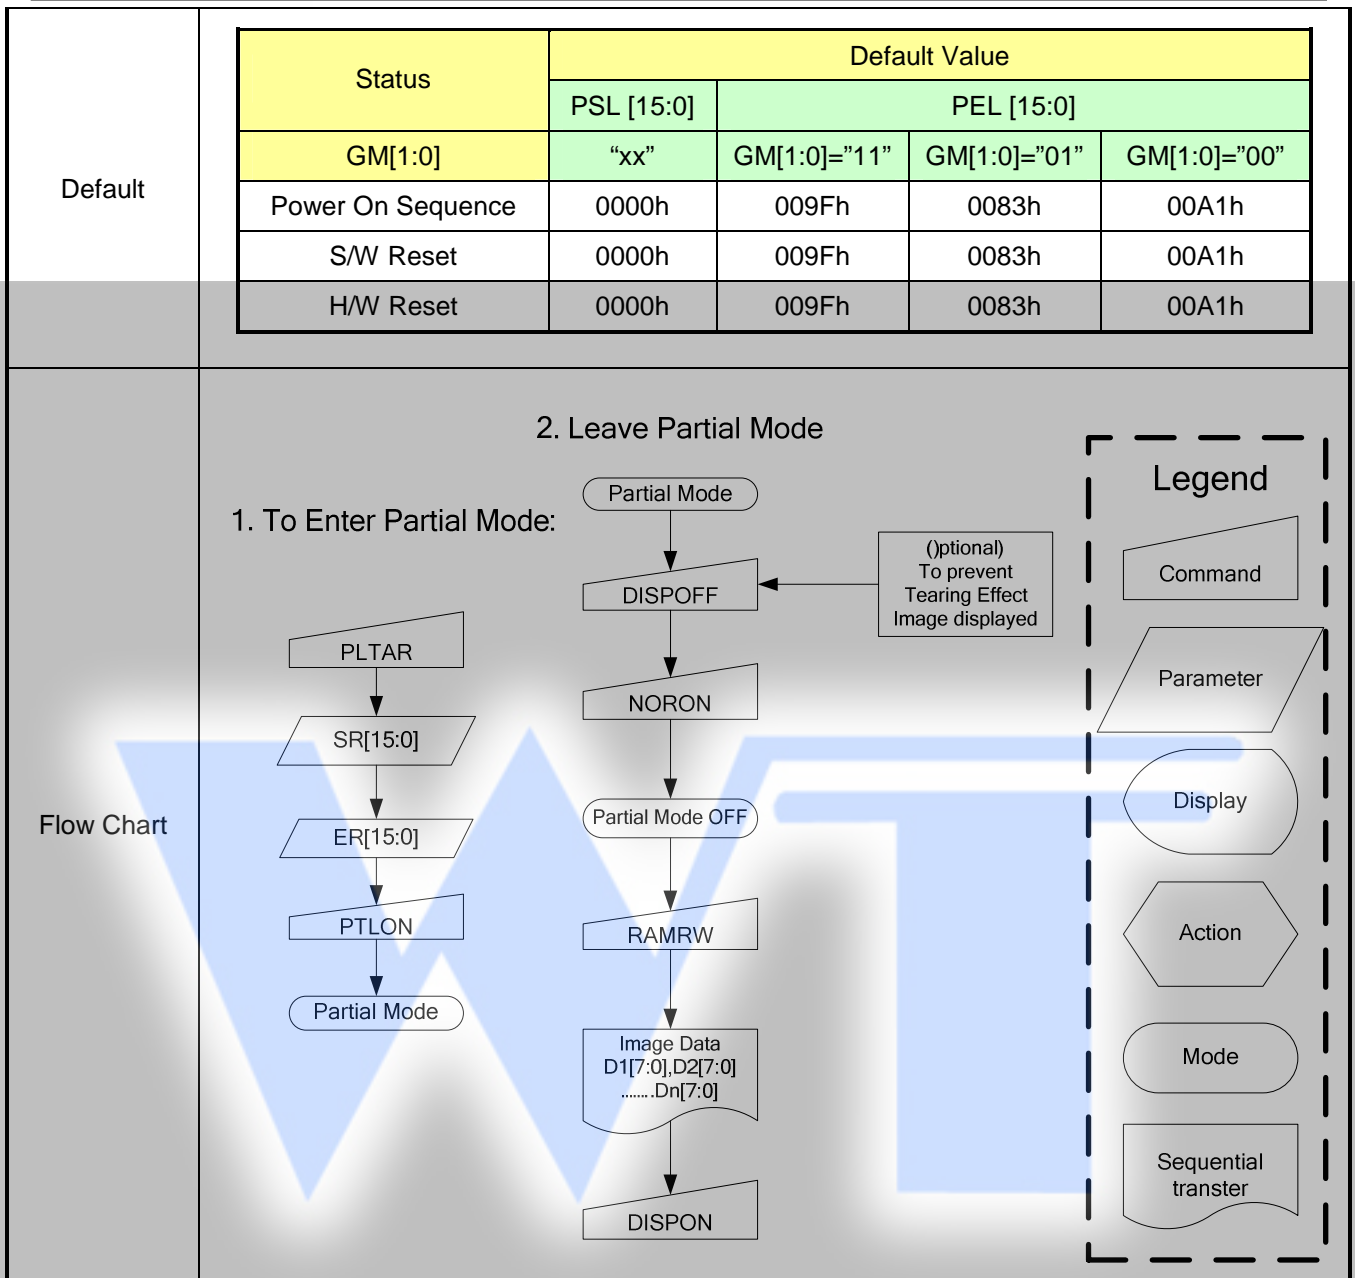 Default
Status
Default Value
PSL [15:0]
PEL [15:0]
GM[1:0]
“xx”
GM[1:0]=”11”
GM[1:0]=”01”
GM[1:0]=”00”
Power On Sequence
0000h
009Fh
0083h
00A1h
S/W Reset
0000h
009Fh
0083h
00A1h
H/W Reset
0000h
009Fh
0083h
00A1h
Flow Chart
1. To Enter Partial Mode:
PLTAR
SR[15:0]
ER[15:0]
PTLON
Partial Mode
2. Leave Partial Mode
Partial Mode
DISPOFF
()ptional)
To prevent
Tearing Effect
Image displayed
NORON
Partial Mode OFF
RAMRW
Image Data
D1[7:0],D2[7:0]
........Dn[7:0]
DISPON
Legend
Command
Parameter
Display
Action
Mode
Sequential
transter
WT